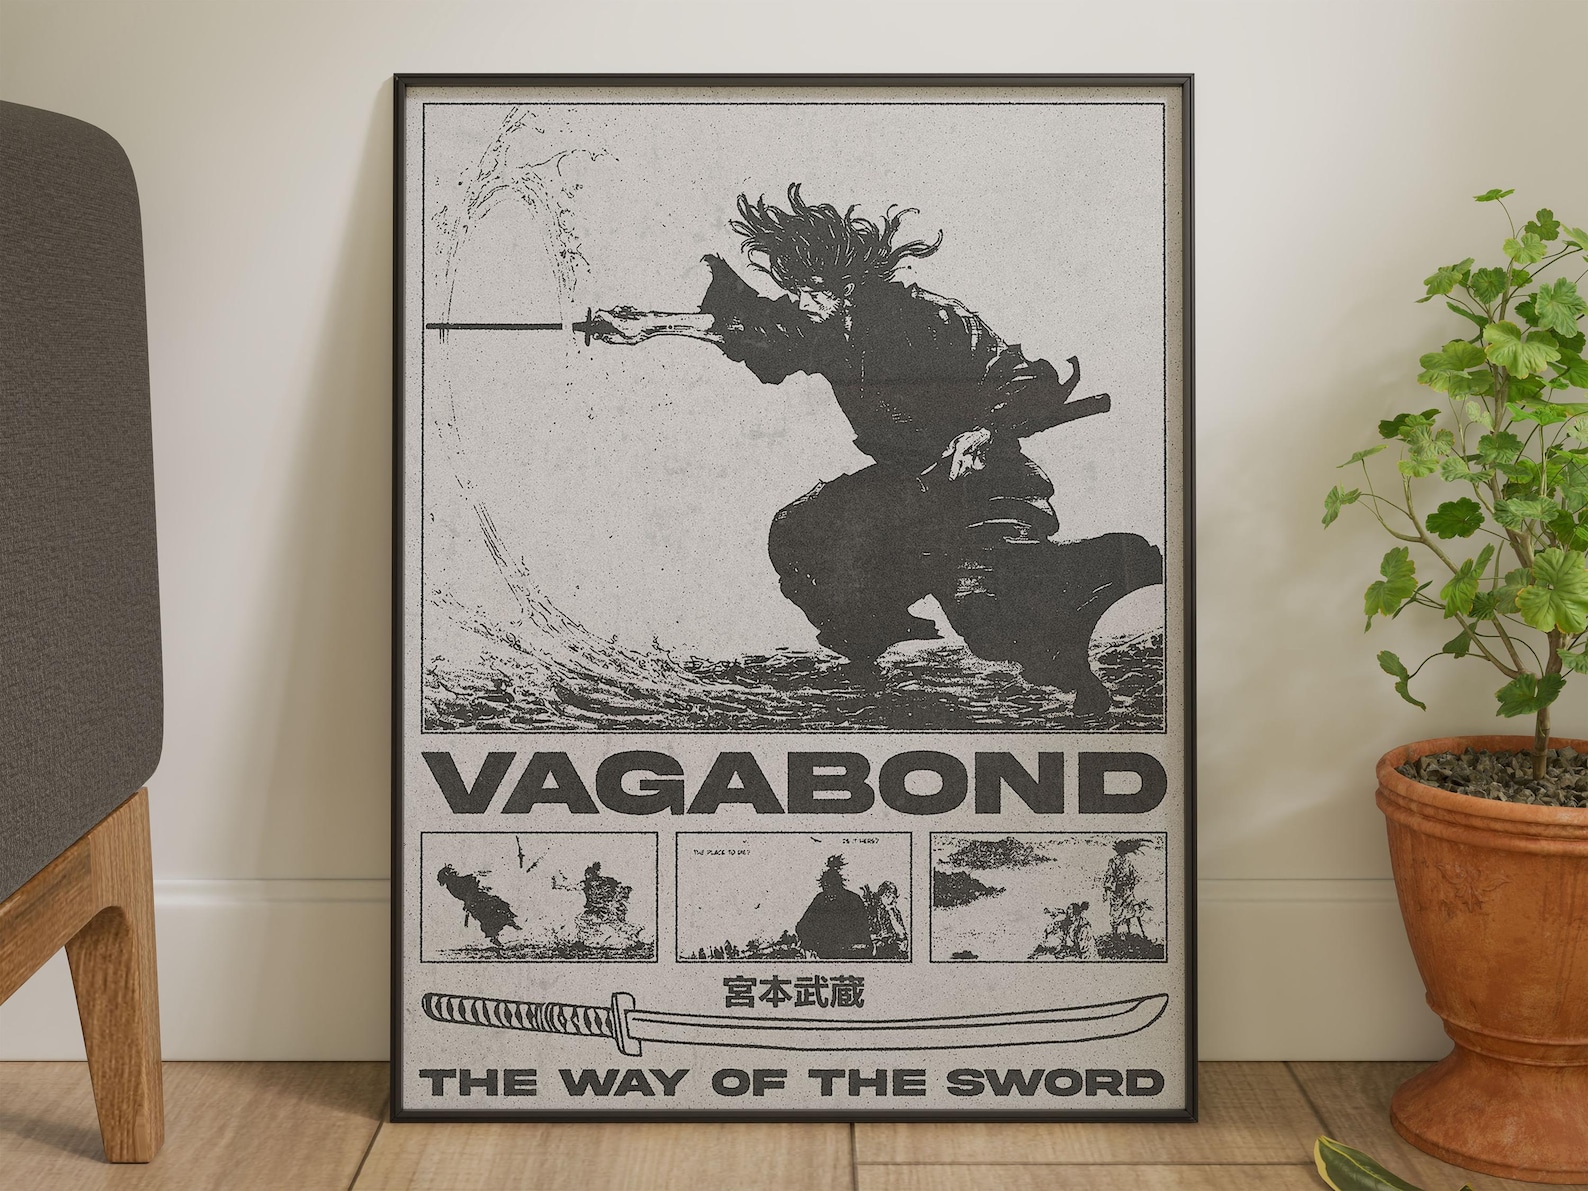 VAGABOND
THE PLACE TO DIE?
IS IT HERE?
宮本武蔵
THE WAY OF THE SWORD